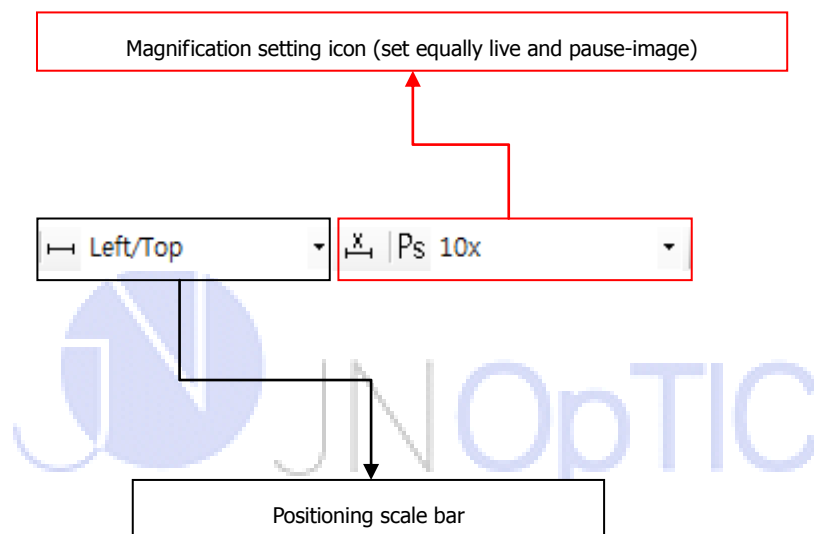 Magnification setting icon (set equally live and pause-image)
Left/Top
x Ps 10x
JNOpTIC
Positioning scale bar